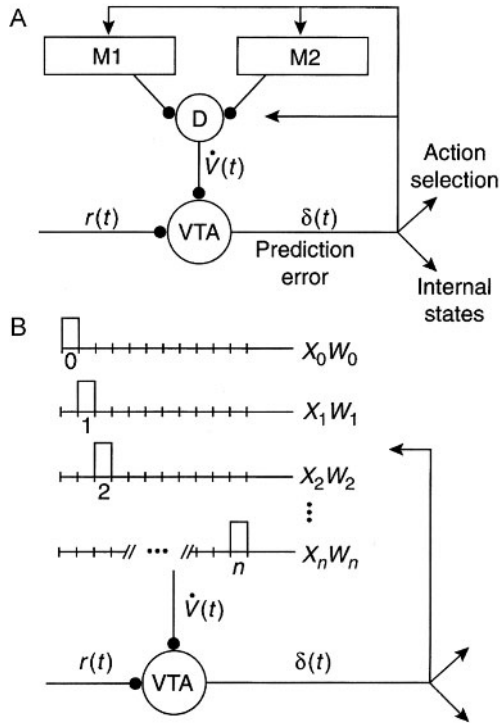 A
M1
M2
D
V̇(t)
Action
selection
r(t)
VTA
δ(t)
Prediction
error
Internal
states
B
0
X₀W₀
1
X₁W₁
2
X₂W₂
⋮
// ••• //
n
XₙWₙ
V̇(t)
r(t)
VTA
δ(t)